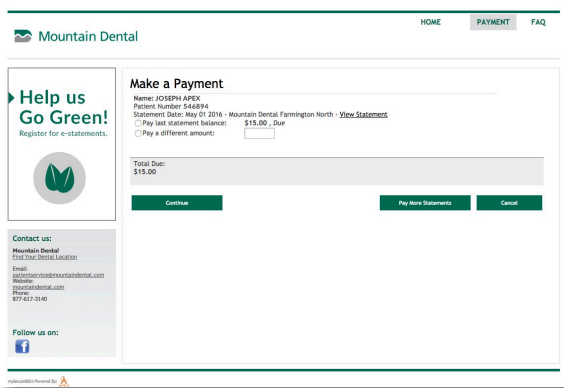 HOME PAYMENT FAQ
Mountain Dental
Help us
Go Green!
Register for e-statements.
Make a Payment
Name: JOSEPH APEX
Patient Number 546894
Statement Date: May 01 2016 - Mountain Dental Farmington North - View Statement
Pay last statement balance: $15.00 , Due
Pay a different amount:
Total Due:
$15.00
Continue Pay More Statements Cancel
Contact us:
Mountain Dental
Find Your Dental Location
Email:
patientservice@mountaindental.com
Website:
mountaindental.com
Phone:
877-617-3140
Follow us on:
f
mySecureBill® Powered By: